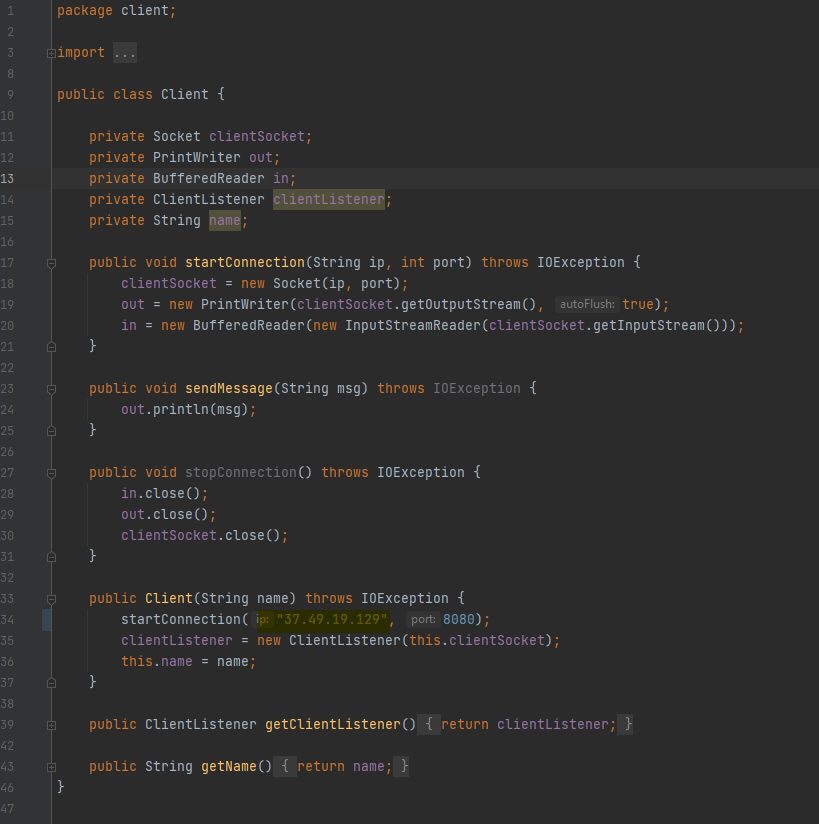 1 package client;
2
3 import ...
8
9 public class Client {
10
11 private Socket clientSocket;
12 private PrintWriter out;
13 private BufferedReader in;
14 private ClientListener clientListener;
15 private String name;
16
17 public void startConnection(String ip, int port) throws IOException {
18 clientSocket = new Socket(ip, port);
19 out = new PrintWriter(clientSocket.getOutputStream(), autoFlush: true);
20 in = new BufferedReader(new InputStreamReader(clientSocket.getInputStream()));
21 }
22
23 public void sendMessage(String msg) throws IOException {
24 out.println(msg);
25 }
26
27 public void stopConnection() throws IOException {
28 in.close();
29 out.close();
30 clientSocket.close();
31 }
32
33 public Client(String name) throws IOException {
34 startConnection( ip: "37.49.19.129", port: 8080);
35 clientListener = new ClientListener(this.clientSocket);
36 this.name = name;
37 }
38
39 public ClientListener getClientListener() { return clientListener; }
42
43 public String getName() { return name; }
46 }
47